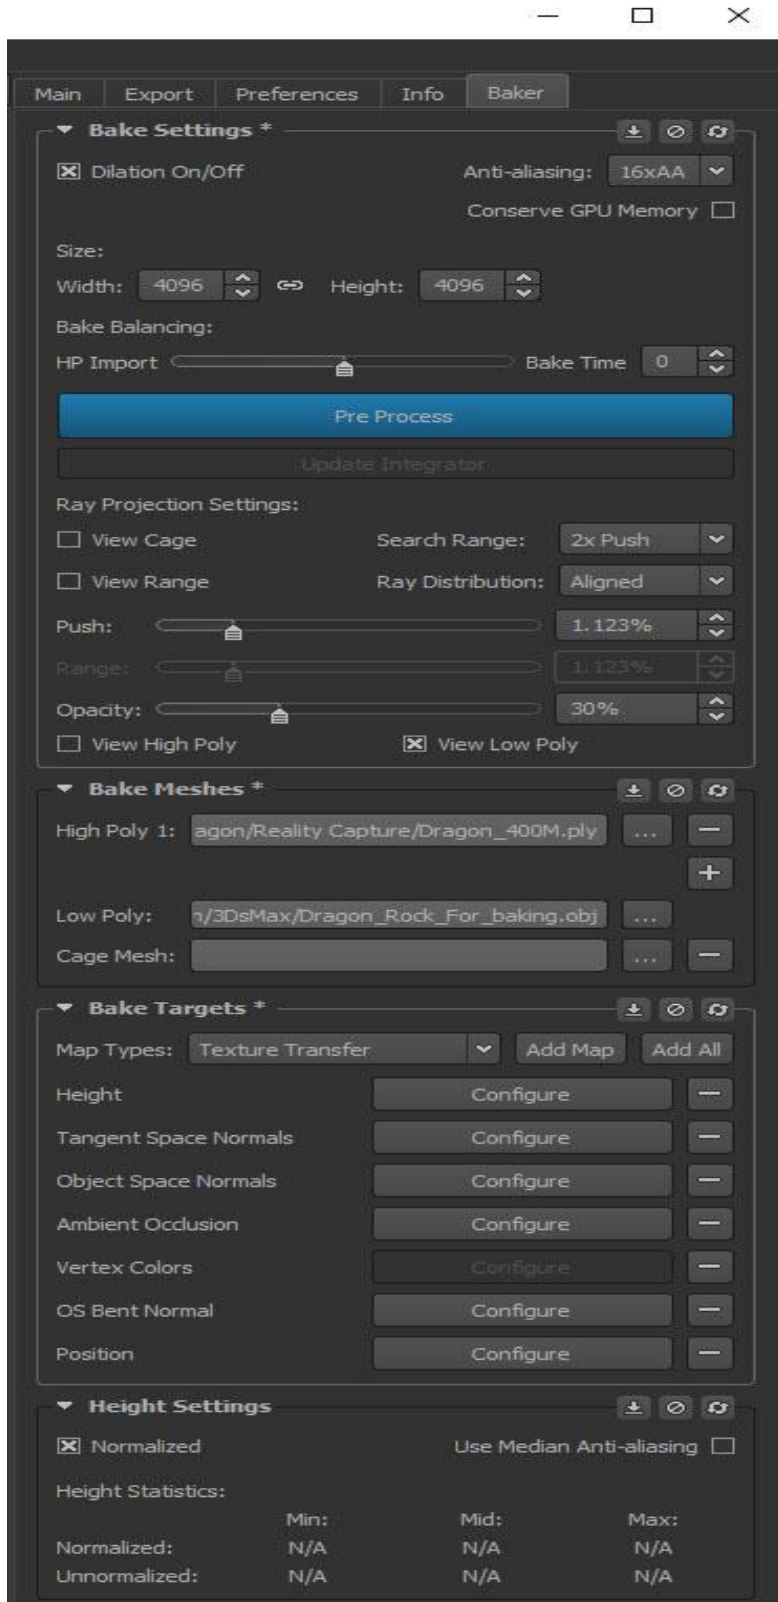 Main Export Preferences Info Baker
Bake Settings *
Dilation On/Off Anti-aliasing: 16xAA
Conserve GPU Memory
Size:
Width: 4096 Height: 4096
Bake Balancing:
HP Import Bake Time 0
Pre Process
Update Integrator
Ray Projection Settings:
View Cage Search Range: 2x Push
View Range Ray Distribution: Aligned
Push: 1.123%
Range: 1.123%
Opacity: 30%
View High Poly View Low Poly
Bake Meshes *
High Poly 1: agon/Reality Capture/Dragon_400M.ply ...
Low Poly: n/3DsMax/Dragon_Rock_For_baking.obj ...
Cage Mesh: ...
Bake Targets *
Map Types: Texture Transfer Add Map Add All
Height Configure
Tangent Space Normals Configure
Object Space Normals Configure
Ambient Occlusion Configure
Vertex Colors Configure
OS Bent Normal Configure
Position Configure
Height Settings
Normalized Use Median Anti-aliasing
Height Statistics:
Min: Mid: Max:
Normalized: N/A N/A N/A
Unnormalized: N/A N/A N/A